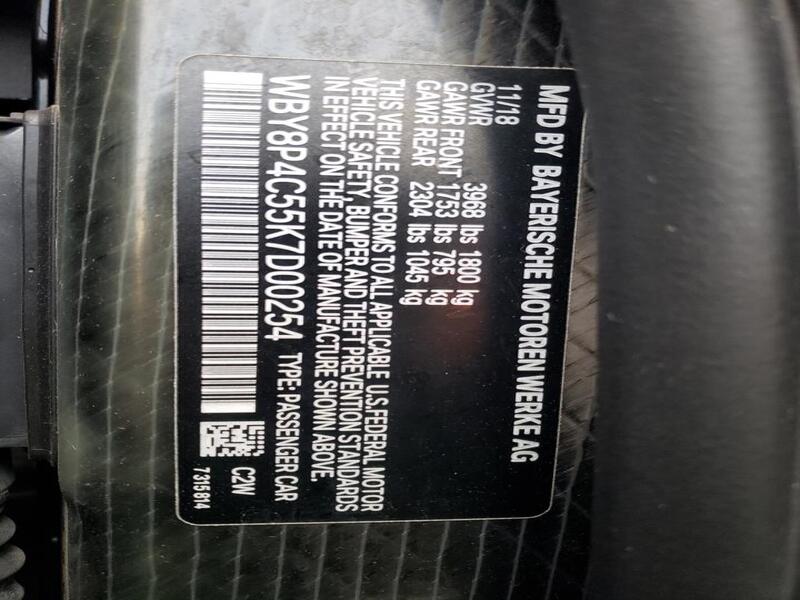 MFD BY BAYERISCHE MOTOREN WERKE AG
11/18
GVWR 3968 lbs 1800 kg
GAWR FRONT 1753 lbs 795 kg
GAWR REAR 2304 lbs 1045 kg
THIS VEHICLE CONFORMS TO ALL APPLICABLE U.S.FEDERAL MOTOR
VEHICLE SAFETY, BUMPER AND THEFT PREVENTION STANDARDS
IN EFFECT ON THE DATE OF MANUFACTURE SHOWN ABOVE.
WBY8P4C55K7D00254 TYPE: PASSENGER CAR
C2W
7315814